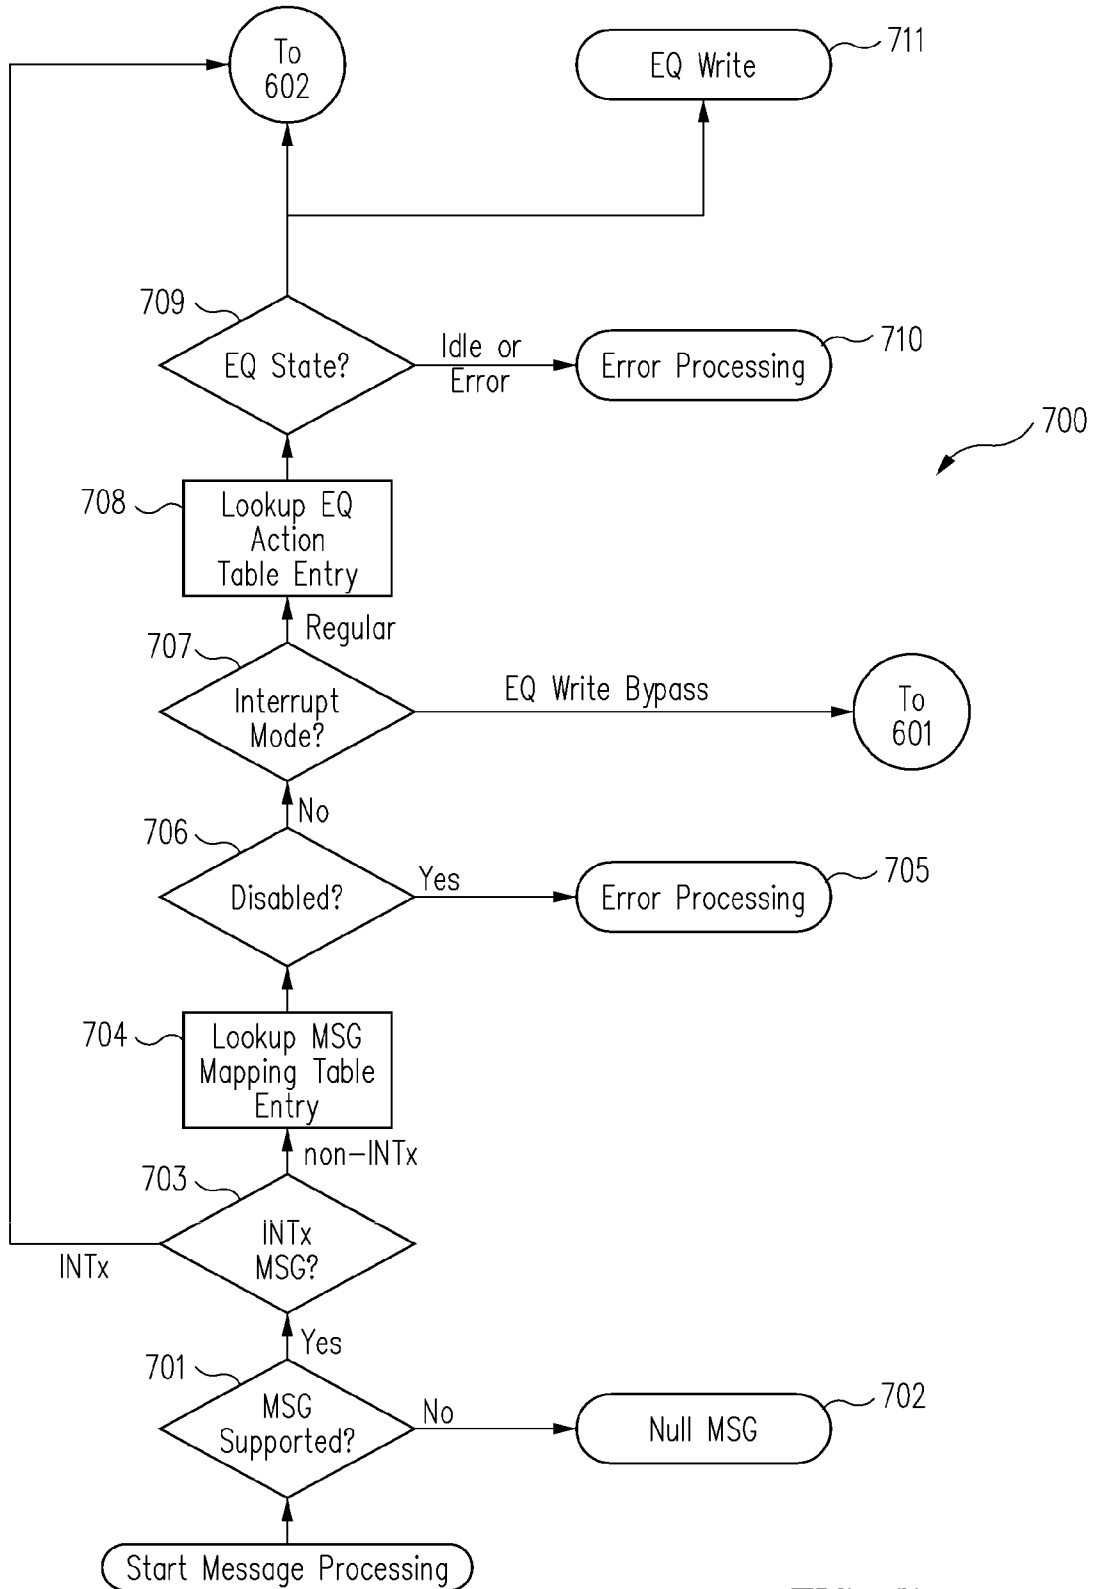 To
602
EQ Write
711
709
EQ State?
Idle or
Error
Error Processing
710
700
708
Lookup EQ
Action
Table Entry
Regular
707
Interrupt
Mode?
EQ Write Bypass
To
601
No
706
Disabled?
Yes
Error Processing
705
704
Lookup MSG
Mapping Table
Entry
non-INTx
703
INTx
MSG?
INTx
Yes
701
MSG
Supported?
No
Null MSG
702
Start Message Processing